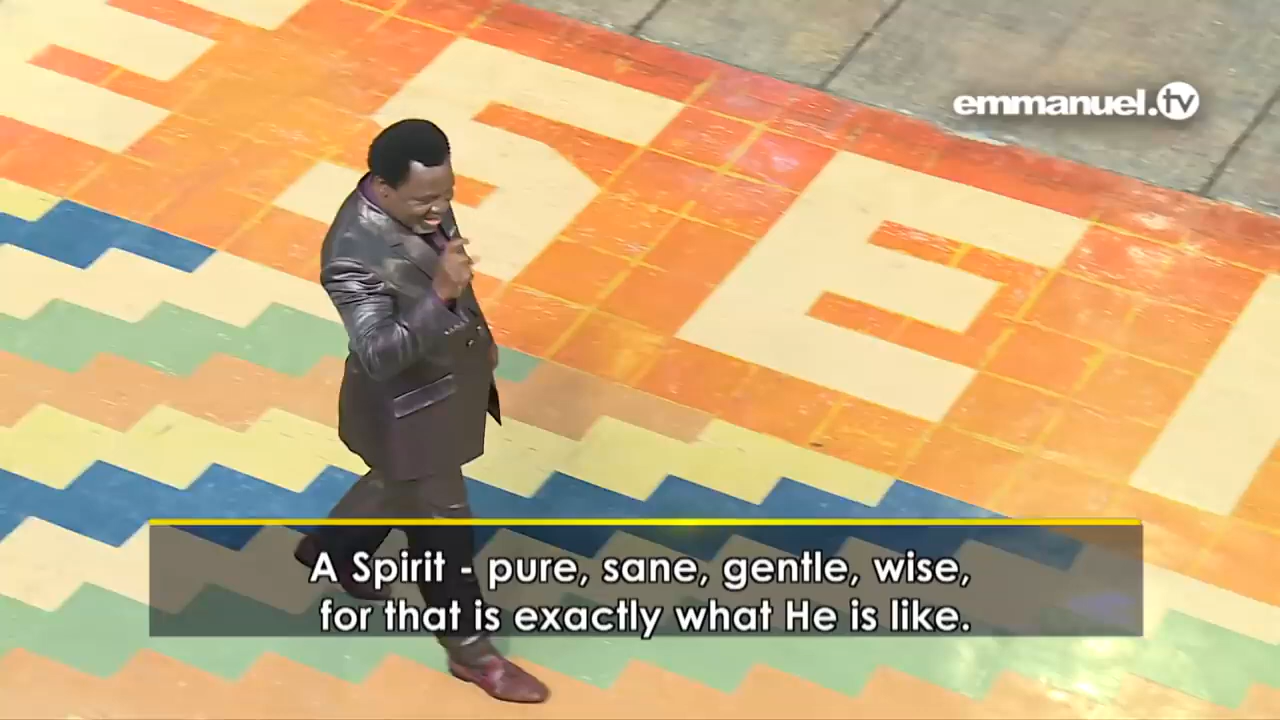 emmanuel.tv
A Spirit - pure, sane, gentle, wise,
for that is exactly what He is like.